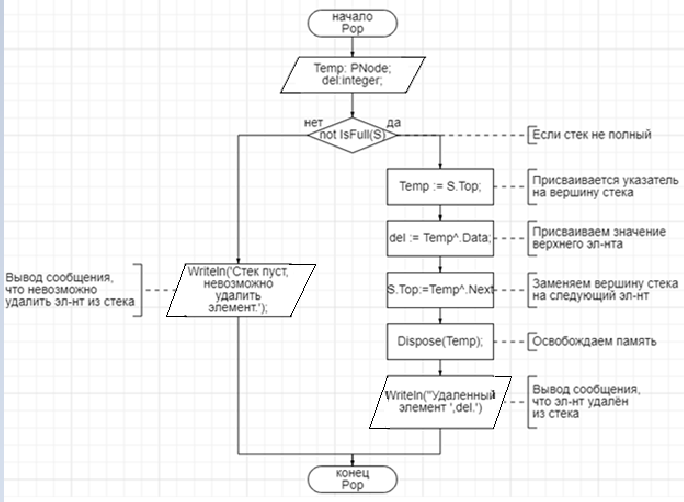 начало
Pop
Temp: PNode;
del:integer;
нет
да
not IsFull(S)
Если стек не полный
Temp := S.Top;
Присваивается указатель
на вершину стека
del := Temp^.Data;
Присваиваем значение
верхнего эл-нта
S.Top:=Temp^.Next
Заменяем вершину стека
на следующий эл-нт
Вывод сообщения,
что невозможно
удалить эл-нт из стека
Writeln('Стек пуст,
невозможно
удалить
элемент.');
Dispose(Temp);
Освобождаем память
Writeln("Удаленный
элемент ',del.')
Вывод сообщения,
что эл-нт удалён
из стека
конец
Pop